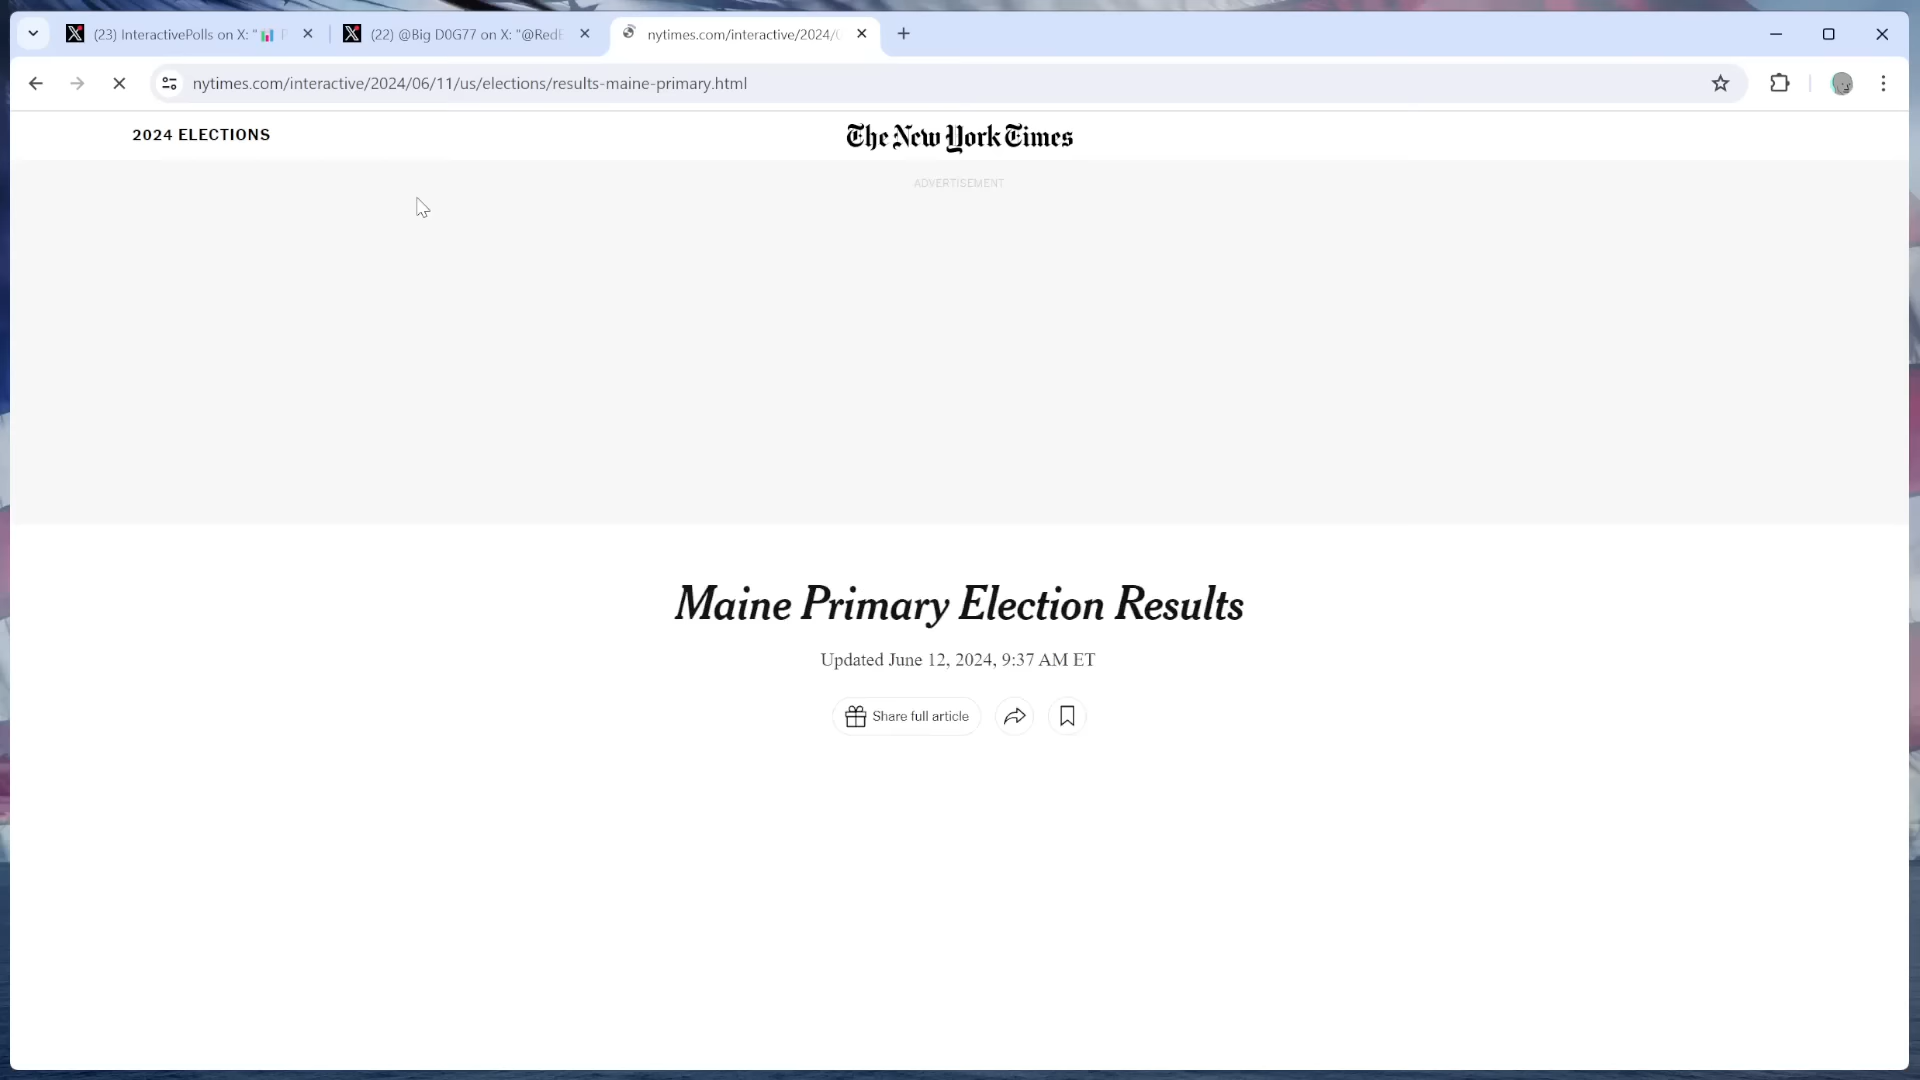 (23) InteractivePolls on X: "📊 P
(22) @Big D0G77 on X: "@RedE
nytimes.com/interactive/2024/0
nytimes.com/interactive/2024/06/11/us/elections/results-maine-primary.html
2024 ELECTIONS
The New York Times
ADVERTISEMENT
Maine Primary Election Results
Updated June 12, 2024, 9:37 AM ET
Share full article